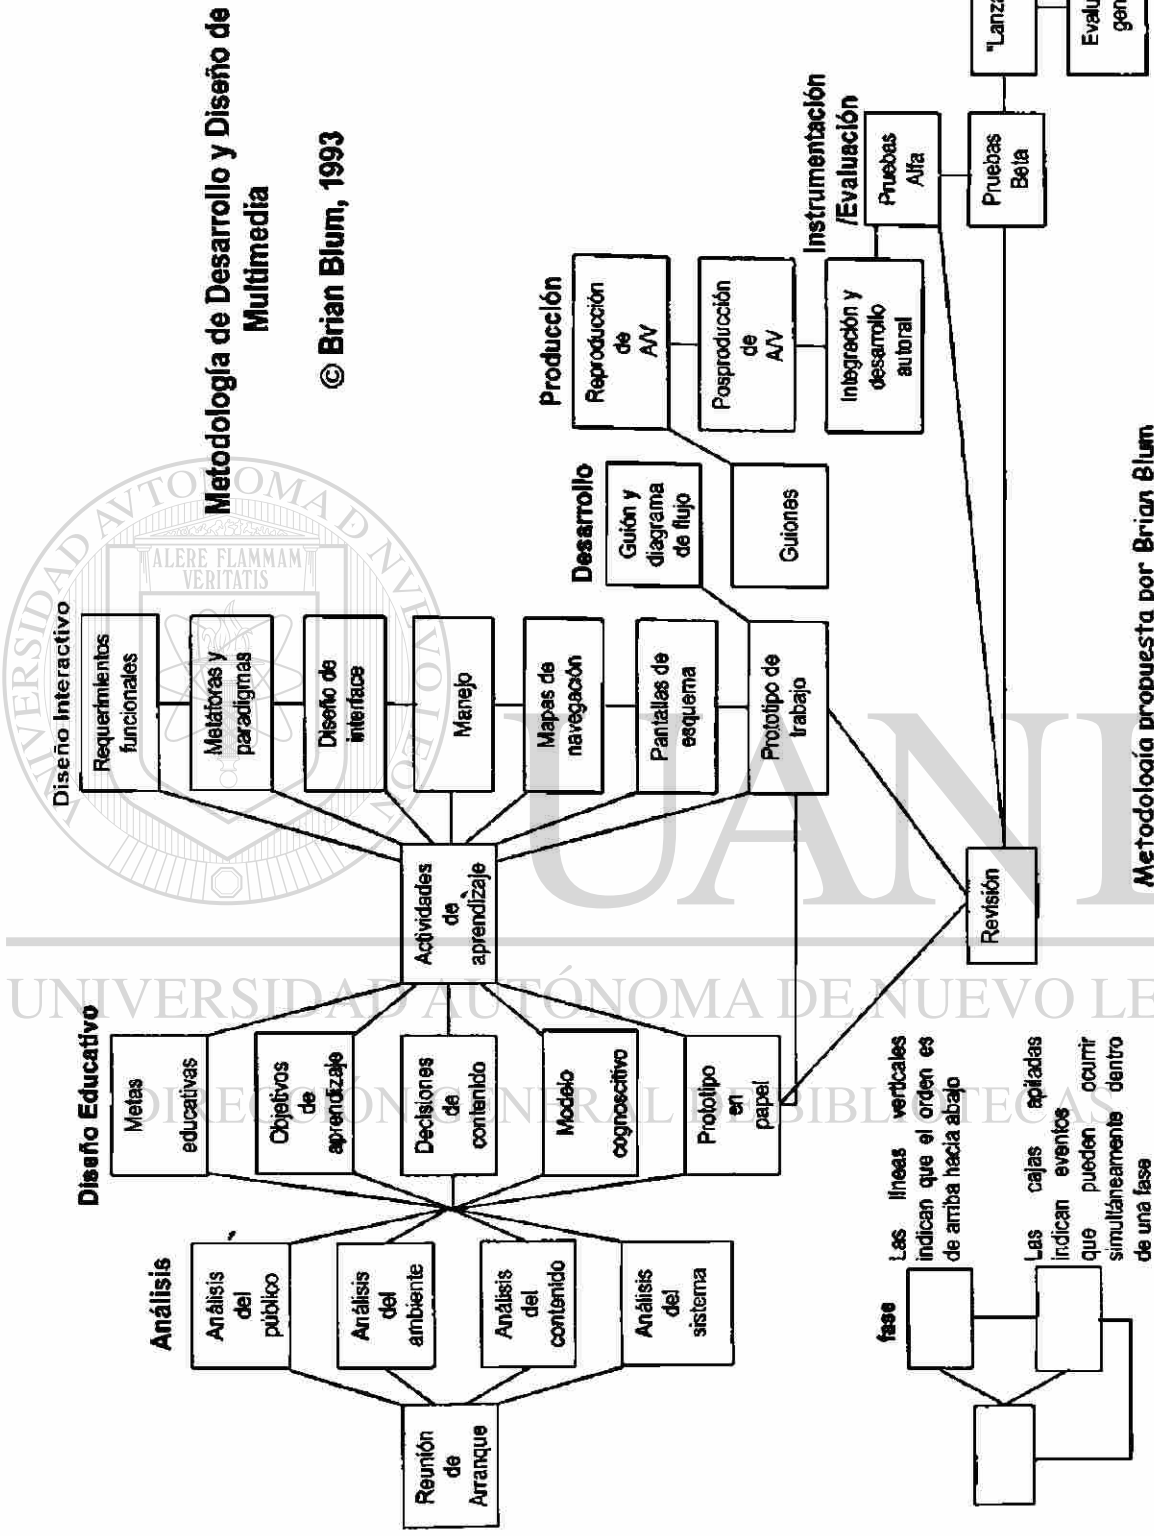 Metodología de Desarrollo y Diseño de
Multimedia
© Brian Blum, 1993
Análisis
Diseño Educativo
Diseño Interactivo
Desarrollo
Producción
Instrumentación
/Evaluación
Reunión
de
Arranque
Análisis
del
público
Análisis
del
ambiente
Análisis
del
contenido
Análisis
del
sistema
Metas
educativas
Objetivos
de
aprendizaje
Decisiones
de
contenido
Modelo
cognoscitivo
Prototipo
en
papel
Actividades
de
aprendizaje
Requerimientos
funcionales
Metáforas y
paradigmas
Diseño de
interface
Manejo
Mapas de
navegación
Pantallas de
esquema
Prototipo de
trabajo
Guión y
diagrama
de flujo
Guiones
Reproducción
de
A/V
Posproducción
de
A/V
Integración y
desarrollo
autoral
Pruebas
Alfa
Pruebas
Beta
"Lanza
Evalu
gen
Revisión
fase
Las líneas verticales
indican que el orden es
de arriba hacia abajo
Las cajas apiladas
indican eventos
que pueden ocurrir
simultáneamente dentro
de una fase
Metodología propuesta por Brian Blum
UNIVERSIDAD AUTÓNOMA DE NUEVO LE
DIRECCIÓN GENERAL DE BIBLIOTECAS
UANL
UNIVERSIDAD AVTONOMA D NVEVO LEON
ALERE FLAMMAM
VERITATIS